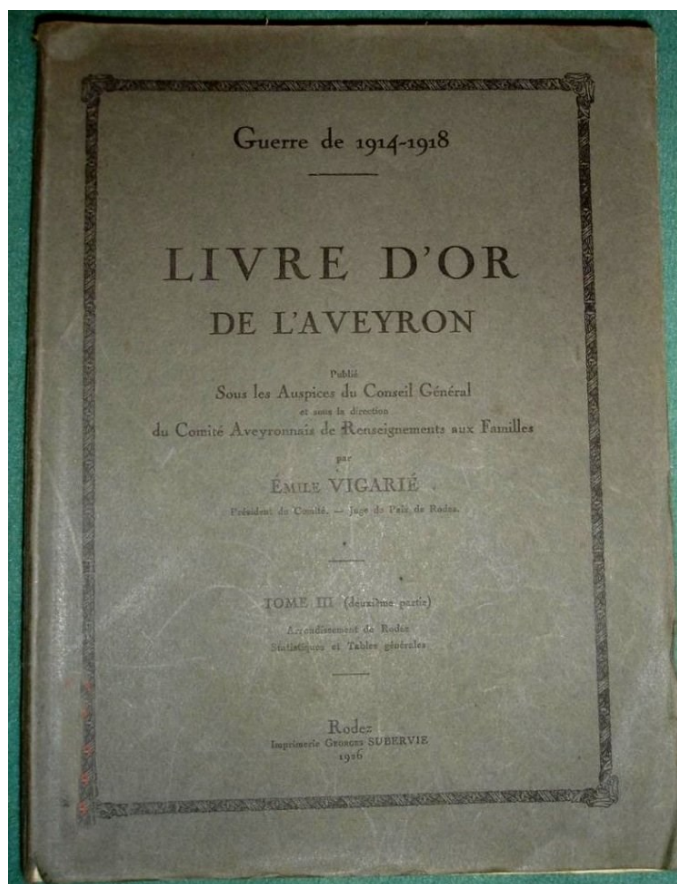 Guerre de 1914-1918
LIVRE D'OR
DE L'AVEYRON
Publié
Sous les Auspices du Conseil Général
et sous la direction
du Comité Aveyronnais de Renseignements aux Familles
par
ÉMILE VIGARIÉ
Président du Comité. — Juge de Paix de Rodez.
TOME III (deuxième partie)
Arrondissement de Rodez
Statistiques et Tables générales
Rodez
Imprimerie GEORGES SUBERVIE
1926